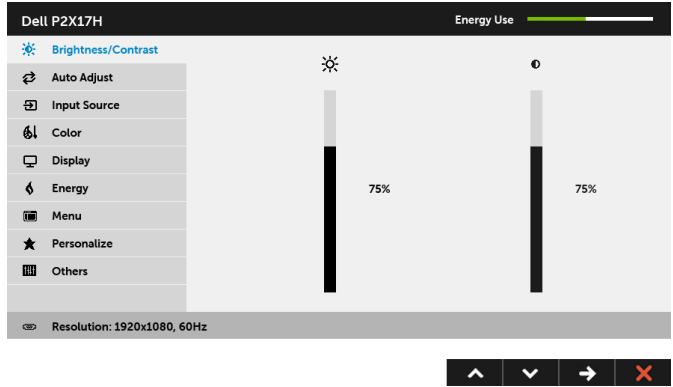 Dell P2X17H
Energy Use
Brightness/Contrast
Auto Adjust
Input Source
Color
Display
Energy
Menu
Personalize
Others
75%
75%
Resolution: 1920x1080, 60Hz